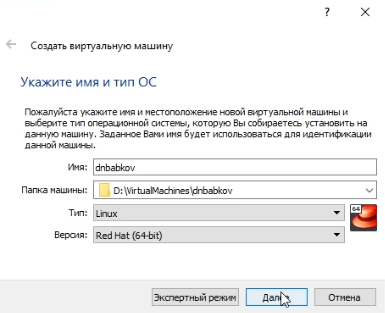 ?
Создать виртуальную машину
Укажите имя и тип ОС
Пожалуйста укажите имя и местоположение новой виртуальной машины и
выберите тип операционной системы, которую Вы собираетесь установить на
данную машину. Заданное Вами имя будет использоваться для идентификации
данной машины.
Имя: dnbabkov
Папка машины: D:\VirtualMachines\dnbabkov
Тип: Linux 64
Версия: Red Hat (64-bit)
Экспертный режим Далее Отмена